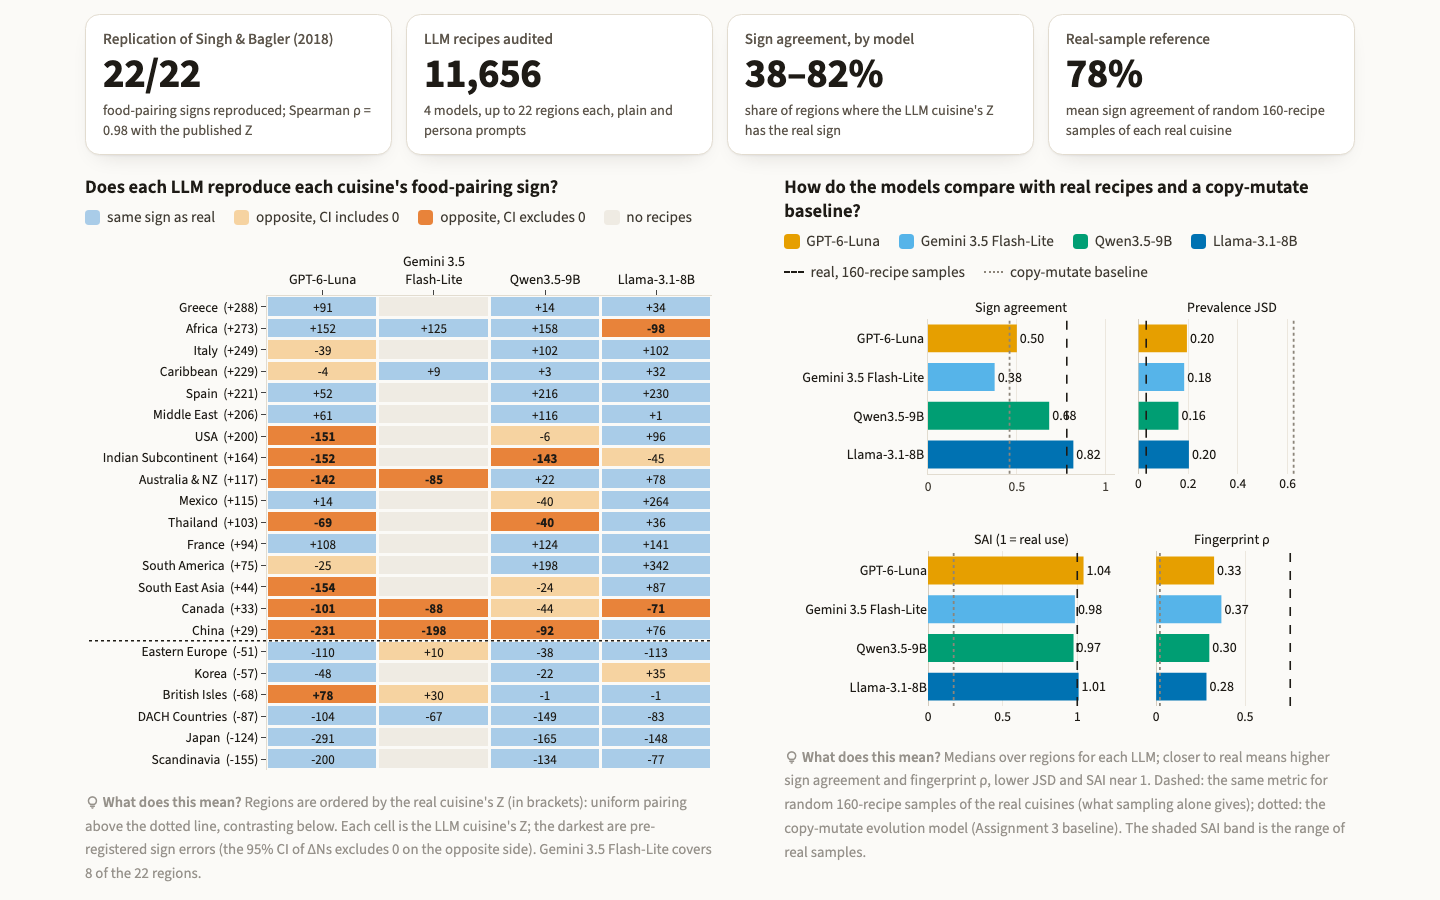 Replication of Singh & Bagler (2018)
22/22
food-pairing signs reproduced; Spearman ρ =
0.98 with the published Z
LLM recipes audited
11,656
4 models, up to 22 regions each, plain and
persona prompts
Sign agreement, by model
38–82%
share of regions where the LLM cuisine's Z
has the real sign
Real-sample reference
78%
mean sign agreement of random 160-recipe
samples of each real cuisine
Does each LLM reproduce each cuisine's food-pairing sign?
same sign as real opposite, CI includes 0 opposite, CI excludes 0 no recipes
GPT-6-Luna Gemini 3.5 Flash-Lite Qwen3.5-9B Llama-3.1-8B
Greece (+288) +91 +14 +34
Africa (+273) +152 +125 +158 -98
Italy (+249) -39 +102 +102
Caribbean (+229) -4 +9 +3 +32
Spain (+221) +52 +216 +230
Middle East (+206) +61 +116 +1
USA (+200) -151 -6 +96
Indian Subcontinent (+164) -152 -143 -45
Australia & NZ (+117) -142 -85 +22 +78
Mexico (+115) +14 -40 +264
Thailand (+103) -69 -40 +36
France (+94) +108 +124 +141
South America (+75) -25 +198 +342
South East Asia (+44) -154 -24 +87
Canada (+33) -101 -88 -44 -71
China (+29) -231 -198 -92 +76
Eastern Europe (-51) -110 +10 -38 -113
Korea (-57) -48 -22 +35
British Isles (-68) +78 +30 -1 -1
DACH Countries (-87) -104 -67 -149 -83
Japan (-124) -291 -165 -148
Scandinavia (-155) -200 -134 -77
What does this mean? Regions are ordered by the real cuisine's Z (in brackets): uniform pairing
above the dotted line, contrasting below. Each cell is the LLM cuisine's Z; the darkest are pre-
registered sign errors (the 95% CI of ΔNs excludes 0 on the opposite side). Gemini 3.5 Flash-Lite covers
8 of the 22 regions.
How do the models compare with real recipes and a copy-mutate
baseline?
GPT-6-Luna Gemini 3.5 Flash-Lite Qwen3.5-9B Llama-3.1-8B
real, 160-recipe samples copy-mutate baseline
Sign agreement Prevalence JSD
GPT-6-Luna 0.50 0.20
Gemini 3.5 Flash-Lite 0.38 0.18
Qwen3.5-9B 0.68 0.16
Llama-3.1-8B 0.82 0.20
0 0.5 1 0 0.2 0.4 0.6
SAI (1 = real use) Fingerprint ρ
GPT-6-Luna 1.04 0.33
Gemini 3.5 Flash-Lite 0.98 0.37
Qwen3.5-9B 0.97 0.30
Llama-3.1-8B 1.01 0.28
0 0.5 1 0 0.5
What does this mean? Medians over regions for each LLM; closer to real means higher
sign agreement and fingerprint ρ, lower JSD and SAI near 1. Dashed: the same metric for
random 160-recipe samples of the real cuisines (what sampling alone gives); dotted: the
copy-mutate evolution model (Assignment 3 baseline). The shaded SAI band is the range of
real samples.